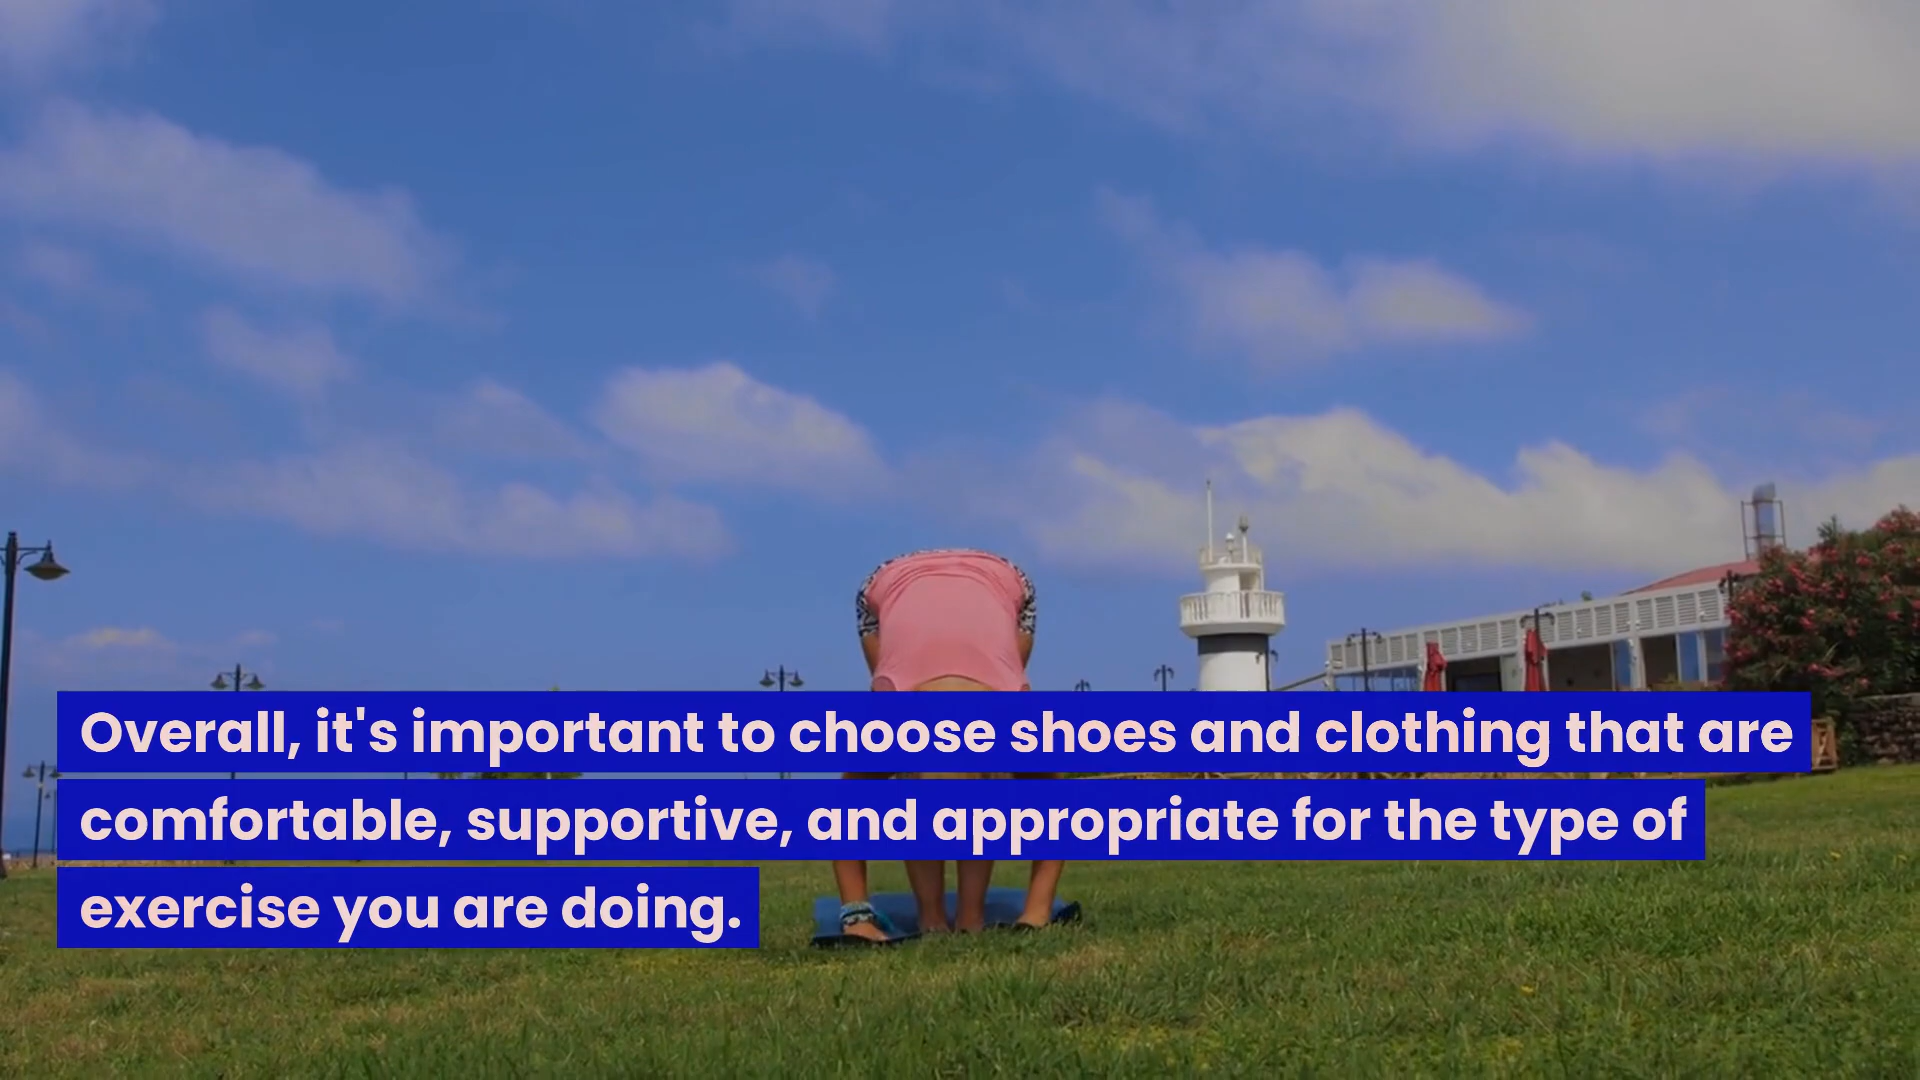 Overall, it's important to choose shoes and clothing that are
comfortable, supportive, and appropriate for the type of
exercise you are doing.